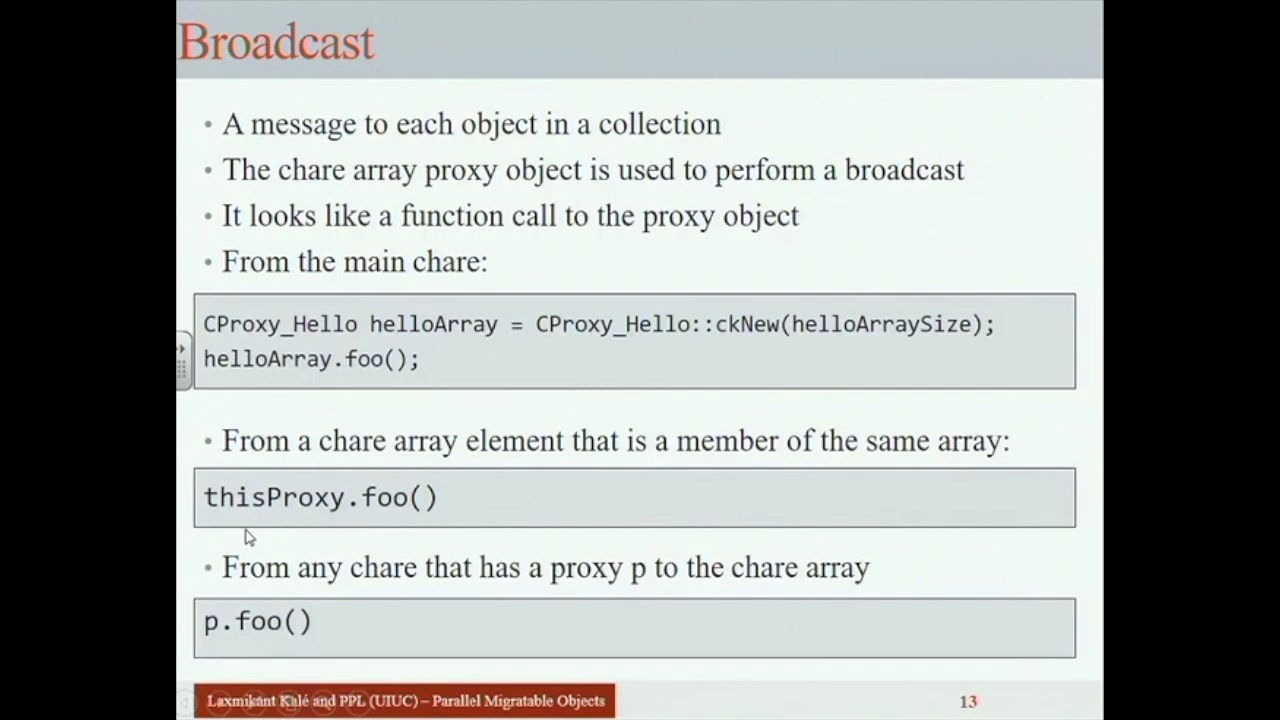 Broadcast
• A message to each object in a collection
• The chare array proxy object is used to perform a broadcast
• It looks like a function call to the proxy object
• From the main chare:
CProxy_Hello helloArray = CProxy_Hello::ckNew(helloArraySize);
helloArray.foo();
• From a chare array element that is a member of the same array:
thisProxy.foo()
• From any chare that has a proxy p to the chare array
p.foo()
Laxmikant Kalé and PPL (UIUC) – Parallel Migratable Objects
13